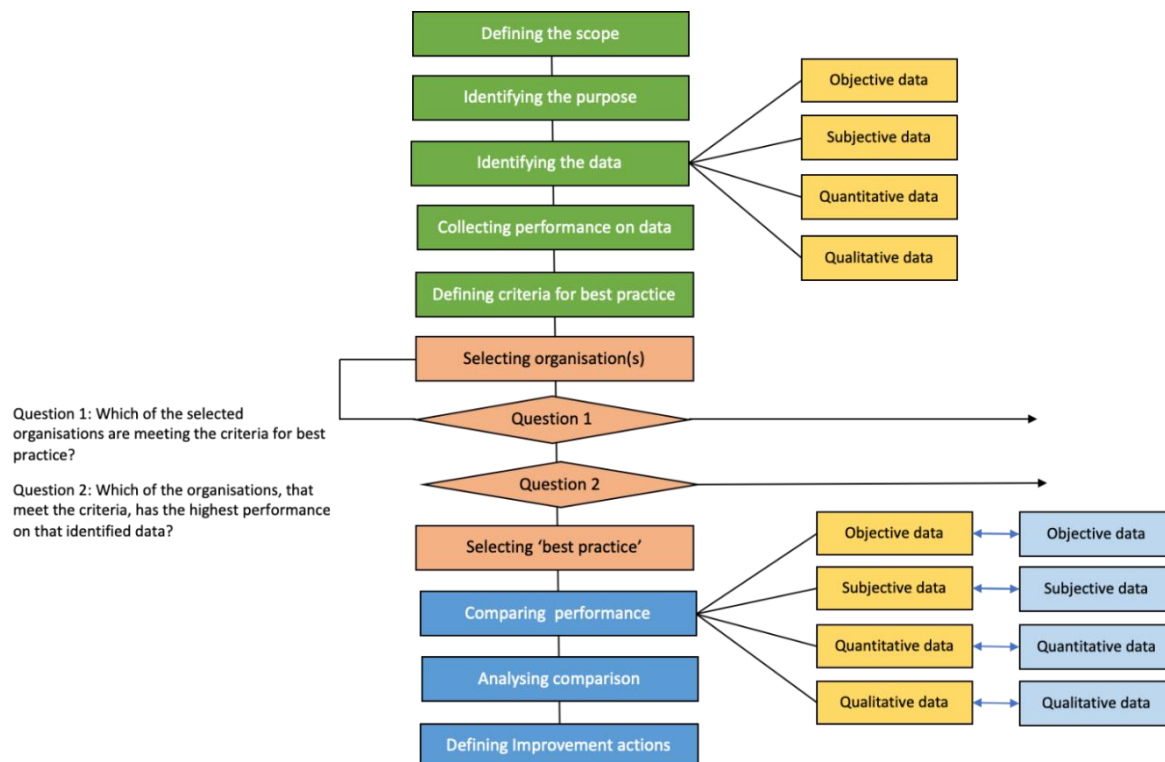 Defining the scope
Identifying the purpose
Identifying the data
Objective data
Subjective data
Quantitative data
Qualitative data
Collecting performance on data
Defining criteria for best practice
Selecting organisation(s)
Question 1
Question 1: Which of the selected
organisations are meeting the criteria for best
practice?
Question 2: Which of the organisations, that
meet the criteria, has the highest performance
on that identified data?
Question 2
Selecting ‘best practice’
Comparing  performance
Objective data
Objective data
Subjective data
Subjective data
Quantitative data
Quantitative data
Qualitative data
Qualitative data
Analysing comparison
Defining Improvement actions